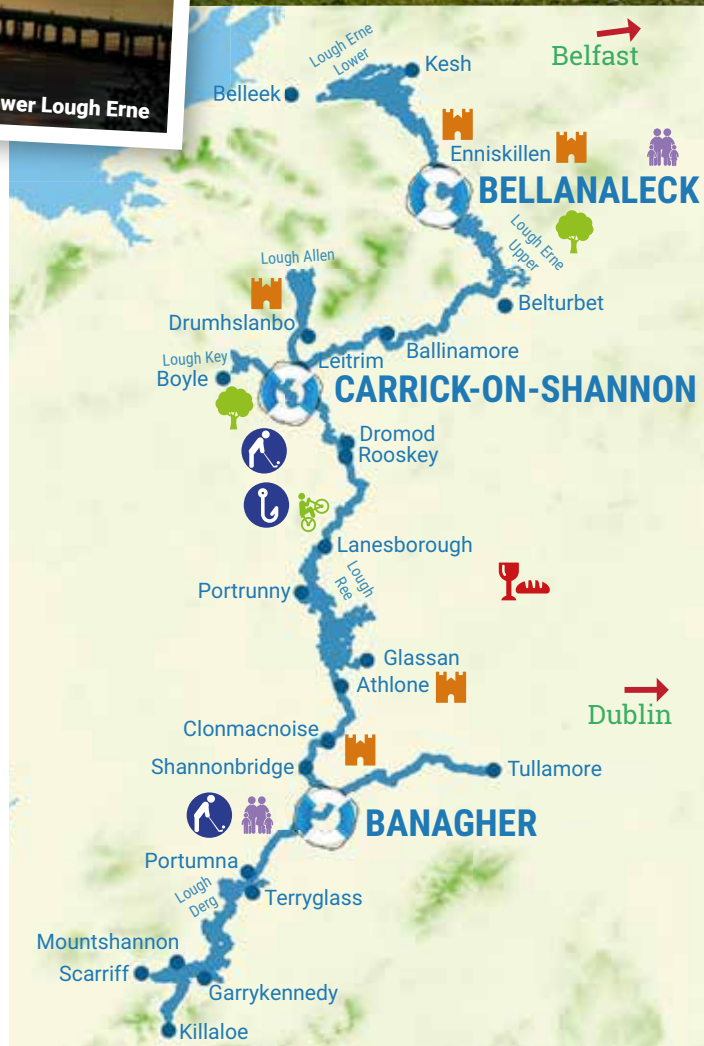 wer Lough Erne
Belfast
Lough Erne
Lower
Kesh
Belleek
Enniskillen
BELLANALECK
Lough Erne
Upper
Lough Allen
Belturbet
Drumhslanbo
Ballinamore
Leitrim
Lough Key
Boyle
CARRICK-ON-SHANNON
Dromod
Rooskey
Lanesborough
Lough
Ree
Portrunny
Glassan
Athlone
Dublin
Clonmacnoise
Shannonbridge
Tullamore
BANAGHER
Portumna
Lough
Derg
Terryglass
Mountshannon
Scarriff
Garrykennedy
Killaloe